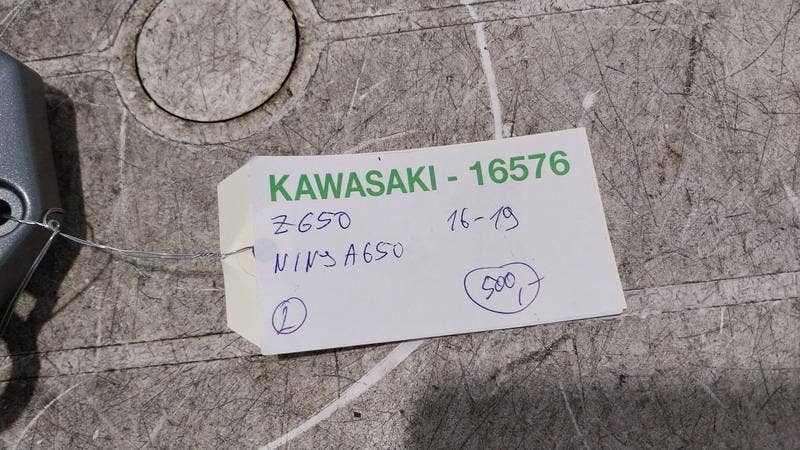 KAWASAKI - 16576
Z650 16-19
NINJA650
2 500,-